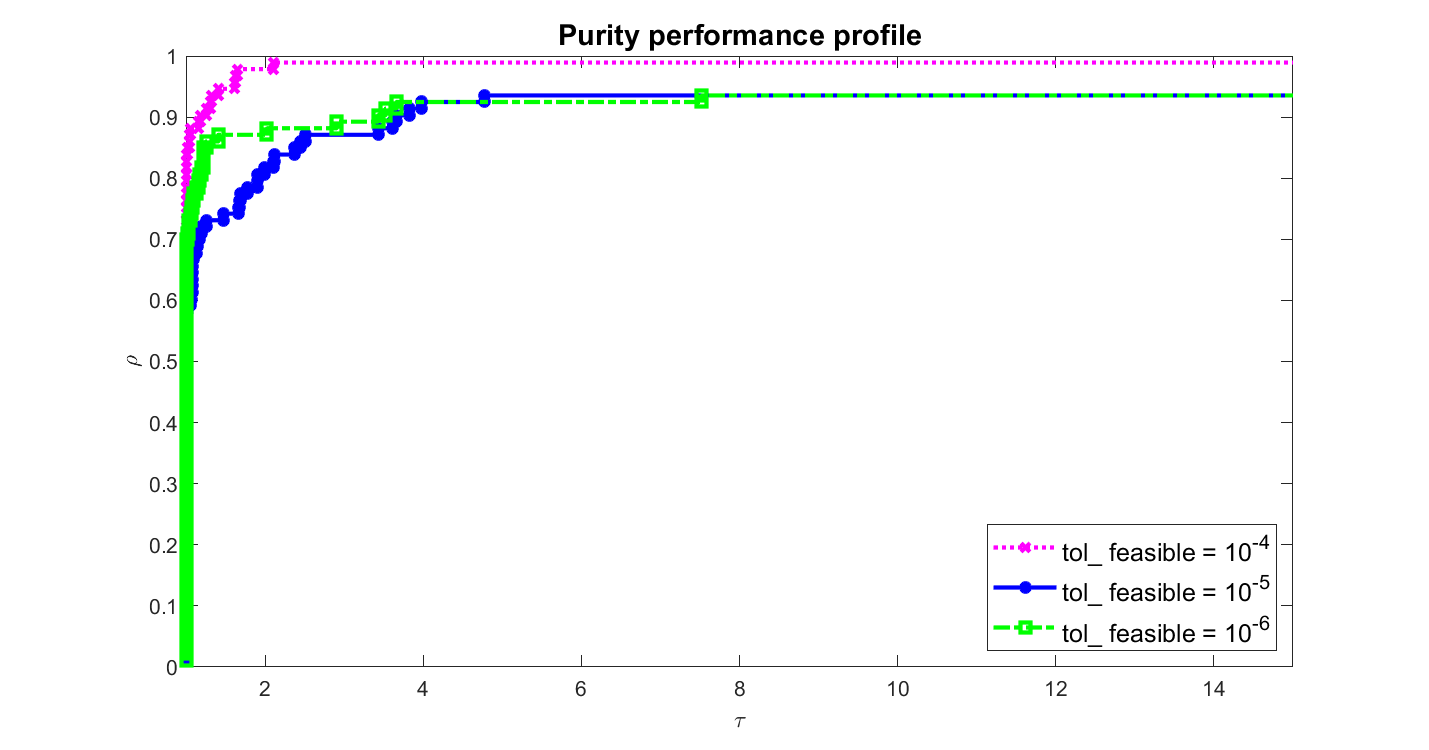 Purity performance profile
1
0.9
0.8
0.7
0.6
0.5
0.4
0.3
0.2
0.1
0
ρ
2 4 6 8 10 12 14
τ
tol_ feasible = 10^-4
tol_ feasible = 10^-5
tol_ feasible = 10^-6